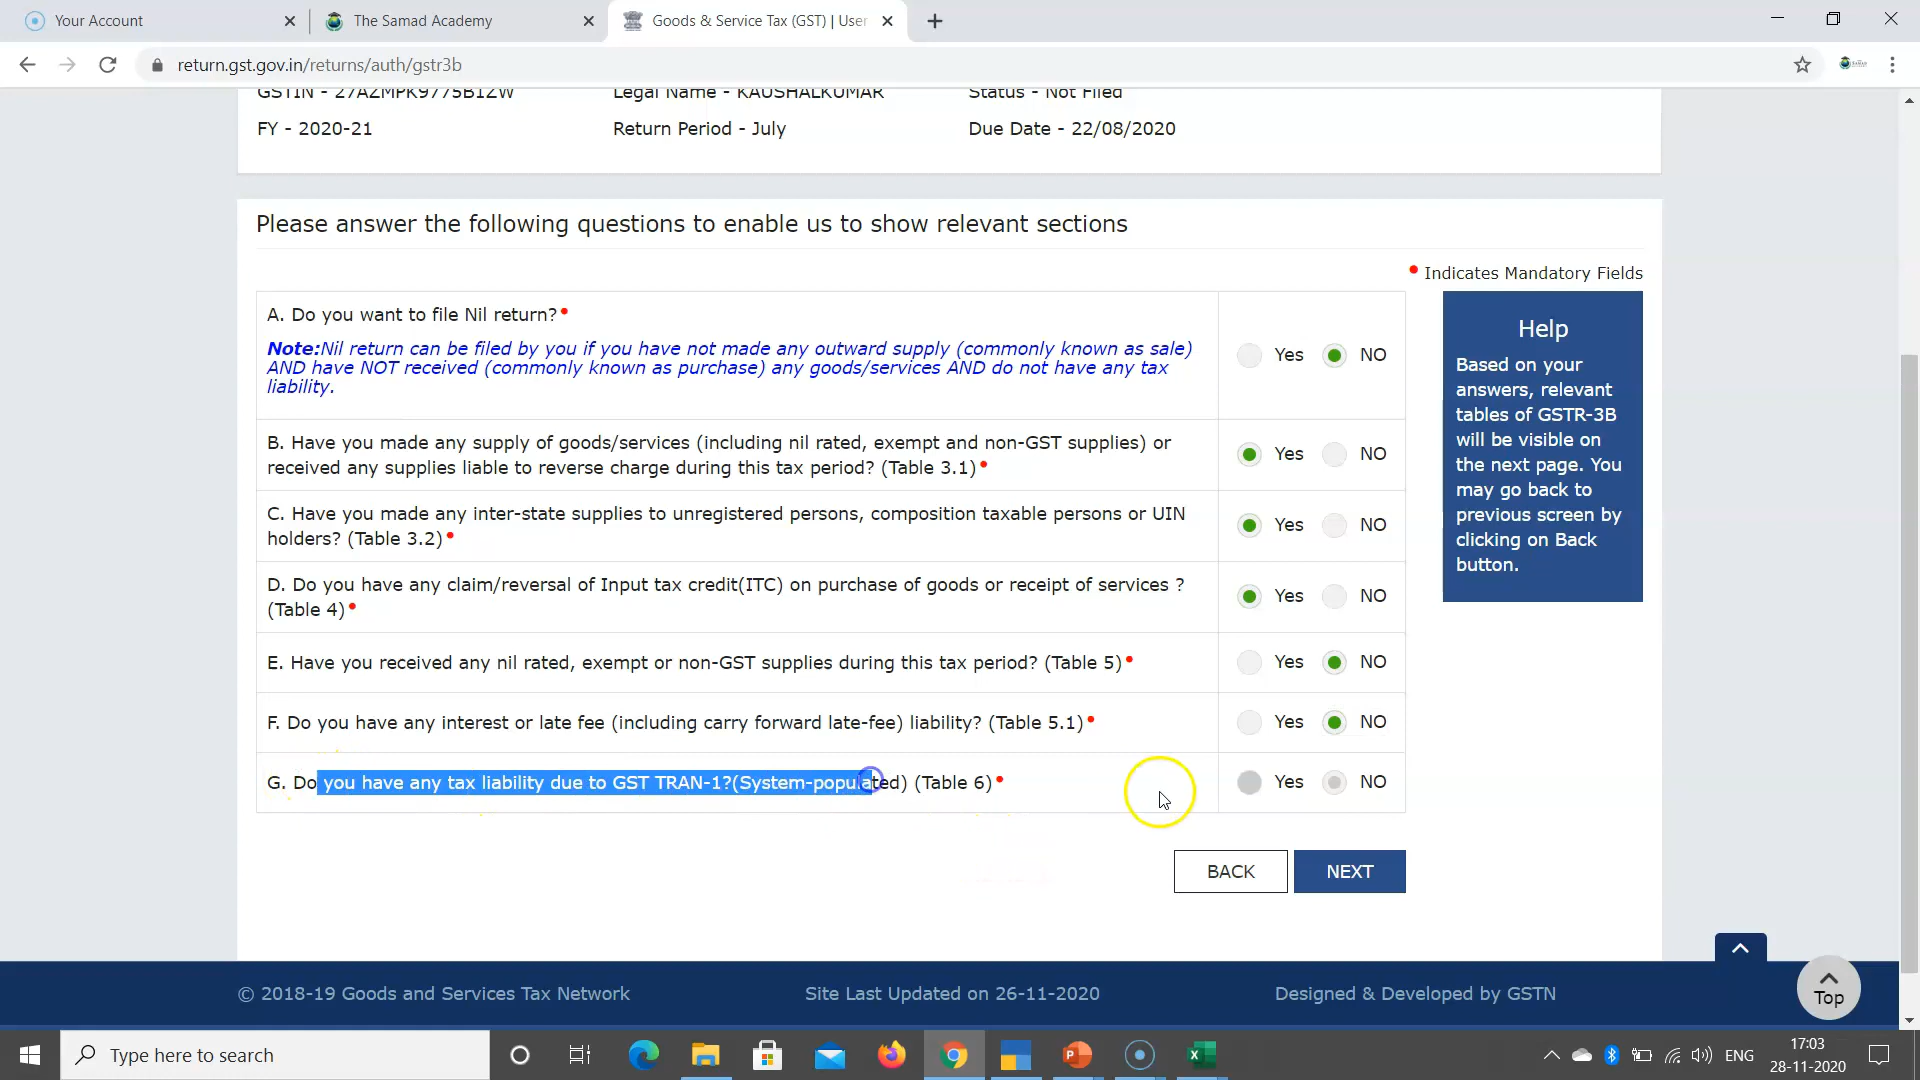 Your Account
The Samad Academy
Goods & Service Tax (GST) | User
return.gst.gov.in/returns/auth/gstr3b
GSTIN - 27AZMPK9775B1ZW Legal Name - KAUSHALKUMAR Status - Not Filed
FY - 2020-21 Return Period - July Due Date - 22/08/2020
Please answer the following questions to enable us to show relevant sections
• Indicates Mandatory Fields
A. Do you want to file Nil return?•
Note:Nil return can be filed by you if you have not made any outward supply (commonly known as sale)
AND have NOT received (commonly known as purchase) any goods/services AND do not have any tax
liability.
Yes NO
B. Have you made any supply of goods/services (including nil rated, exempt and non-GST supplies) or
received any supplies liable to reverse charge during this tax period? (Table 3.1)•
Yes NO
C. Have you made any inter-state supplies to unregistered persons, composition taxable persons or UIN
holders? (Table 3.2)•
Yes NO
D. Do you have any claim/reversal of Input tax credit(ITC) on purchase of goods or receipt of services ?
(Table 4)•
Yes NO
E. Have you received any nil rated, exempt or non-GST supplies during this tax period? (Table 5)•
Yes NO
F. Do you have any interest or late fee (including carry forward late-fee) liability? (Table 5.1)•
Yes NO
G. Do you have any tax liability due to GST TRAN-1?(System-populated) (Table 6)•
Yes NO
Help
Based on your
answers, relevant
tables of GSTR-3B
will be visible on
the next page. You
may go back to
previous screen by
clicking on Back
button.
BACK NEXT
© 2018-19 Goods and Services Tax Network Site Last Updated on 26-11-2020 Designed & Developed by GSTN
Top
Type here to search
ENG
17:03
28-11-2020